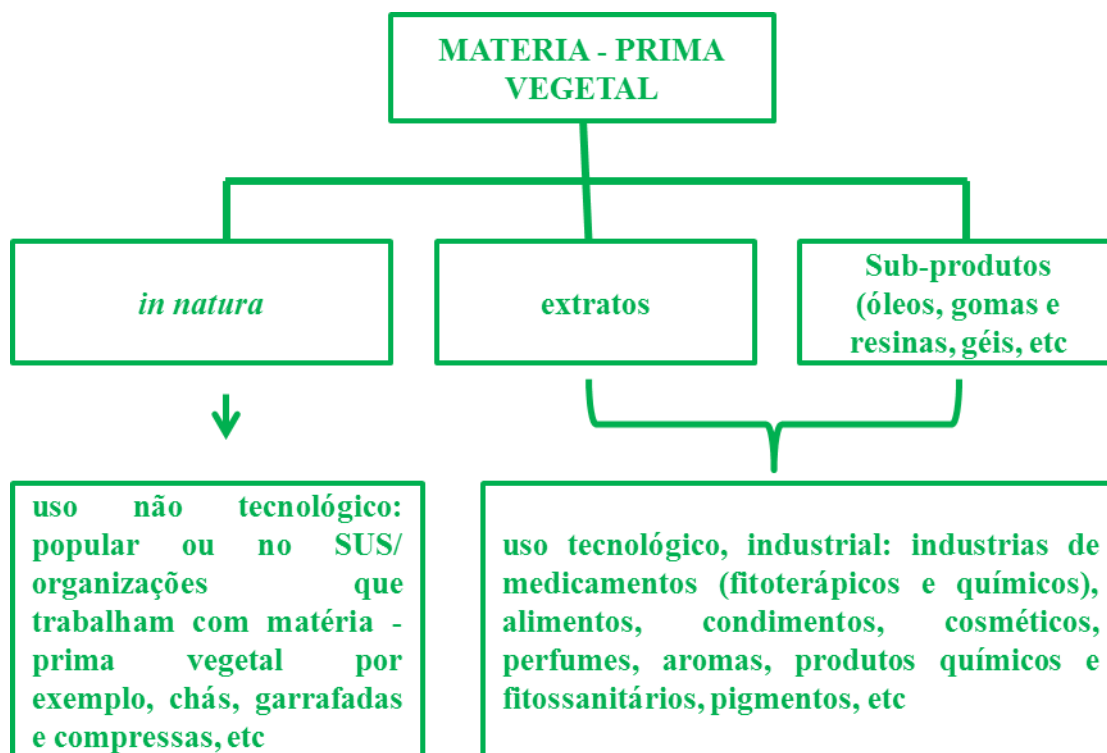 MATERIA - PRIMA
VEGETAL
in natura
extratos
Sub-produtos
(óleos, gomas e
resinas, géis, etc
uso não tecnológico:
popular ou no SUS/
organizações que
trabalham com matéria -
prima vegetal por
exemplo, chás, garrafadas
e compressas, etc
uso tecnológico, industrial: industrias de
medicamentos (fitoterápicos e químicos),
alimentos, condimentos, cosméticos,
perfumes, aromas, produtos químicos e
fitossanitários, pigmentos, etc